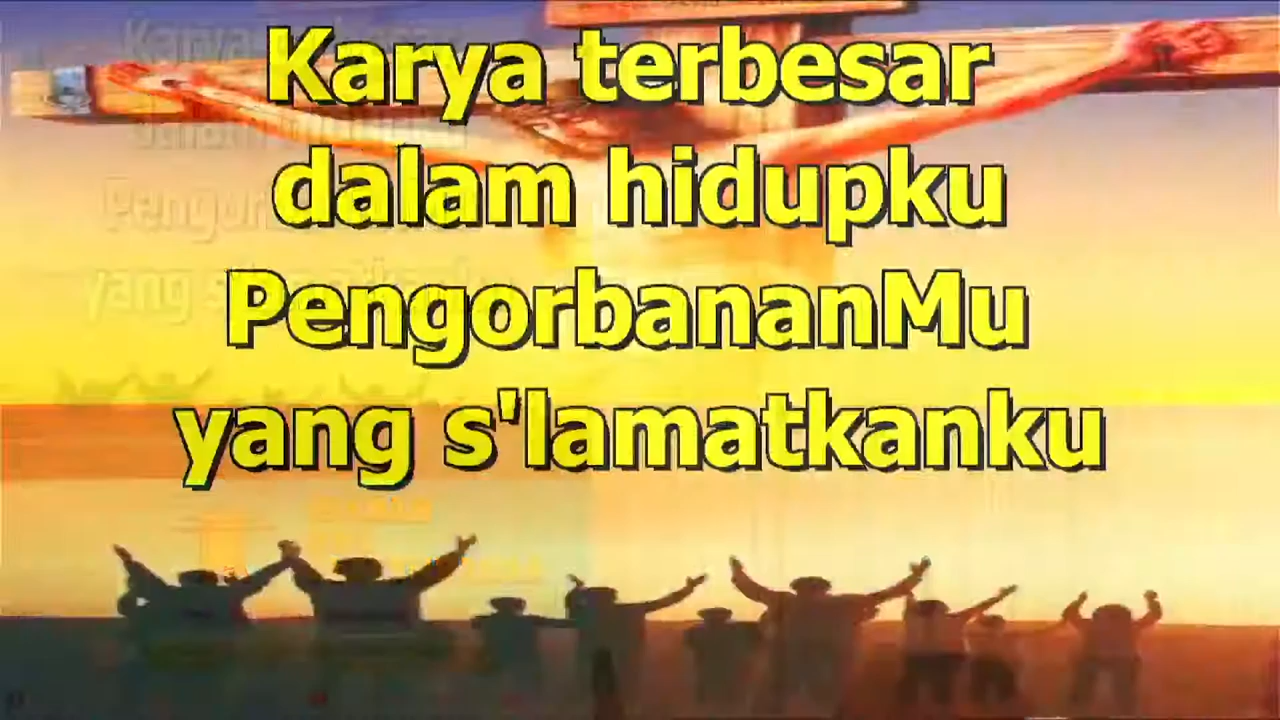 Karya terbesar
dalam hidupku
PengorbananMu
yang s'lamatkanku